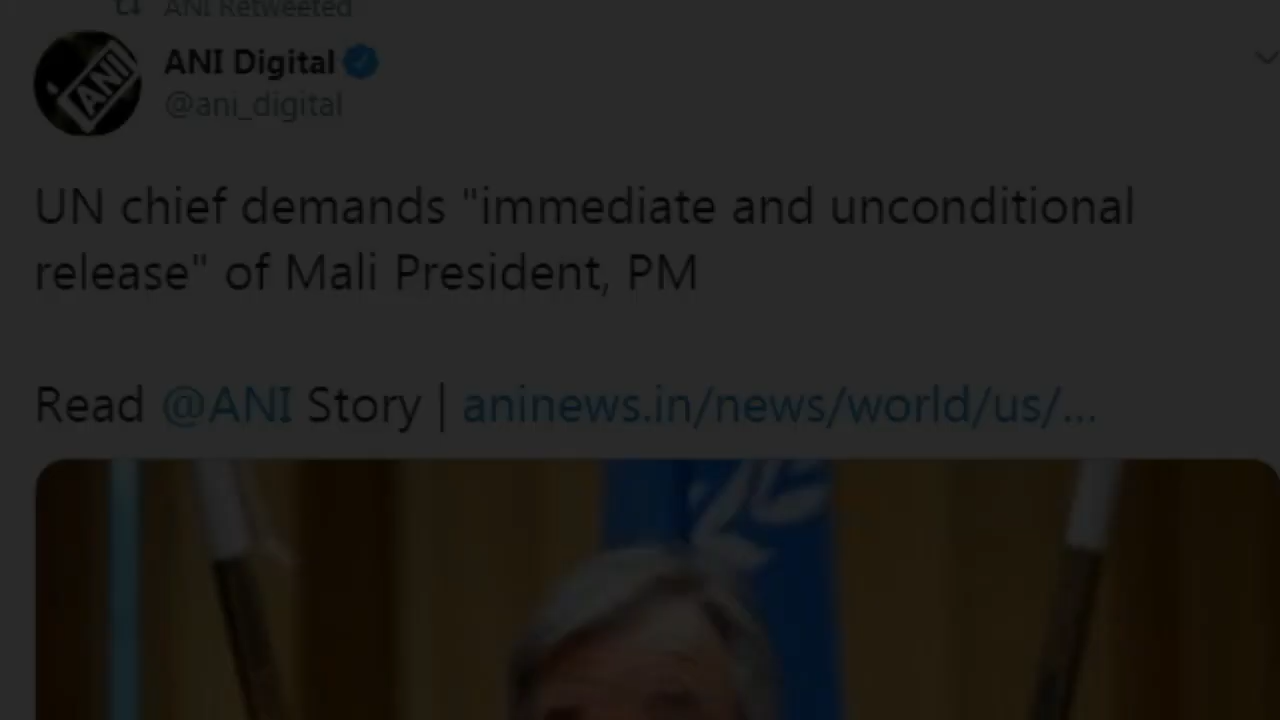 ANI Retweeted
ANI Digital
@ani_digital
ANI
UN chief demands "immediate and unconditional
release" of Mali President, PM
Read @ANI Story | aninews.in/news/world/us/...